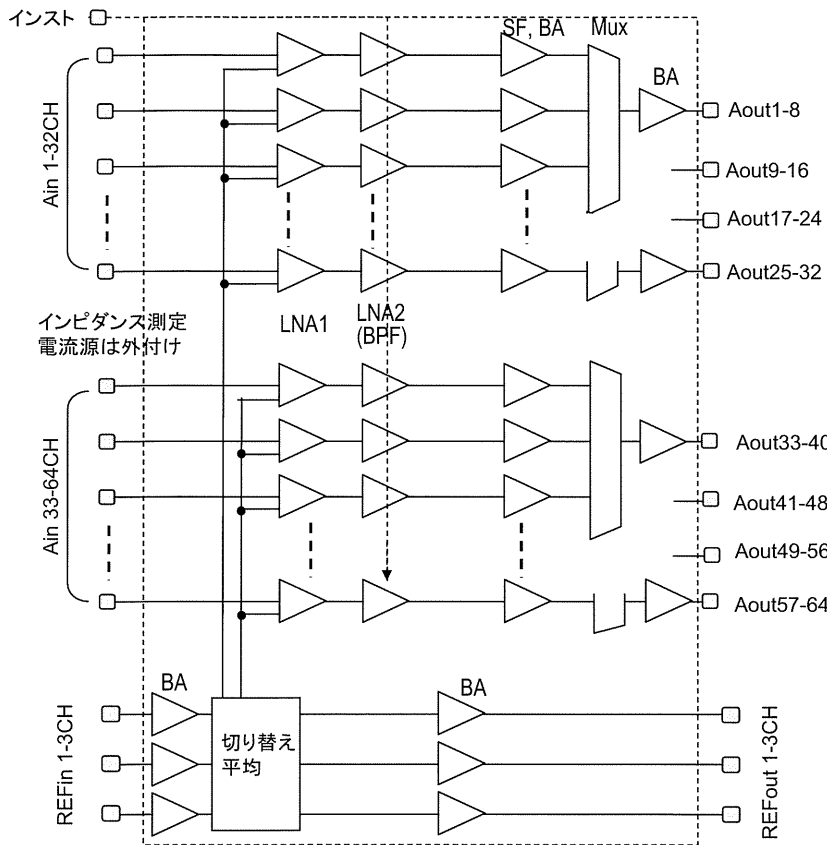 インスト
SF, BA
Mux
BA
Ain 1-32CH
Aout1-8
Aout9-16
Aout17-24
Aout25-32
インピダンス測定
電流源は外付け
LNA1
LNA2
(BPF)
Ain 33-64CH
Aout33-40
Aout41-48
Aout49-56
Aout57-64
BA
BA
REFin 1-3CH
切り替え
平均
REFout 1-3CH